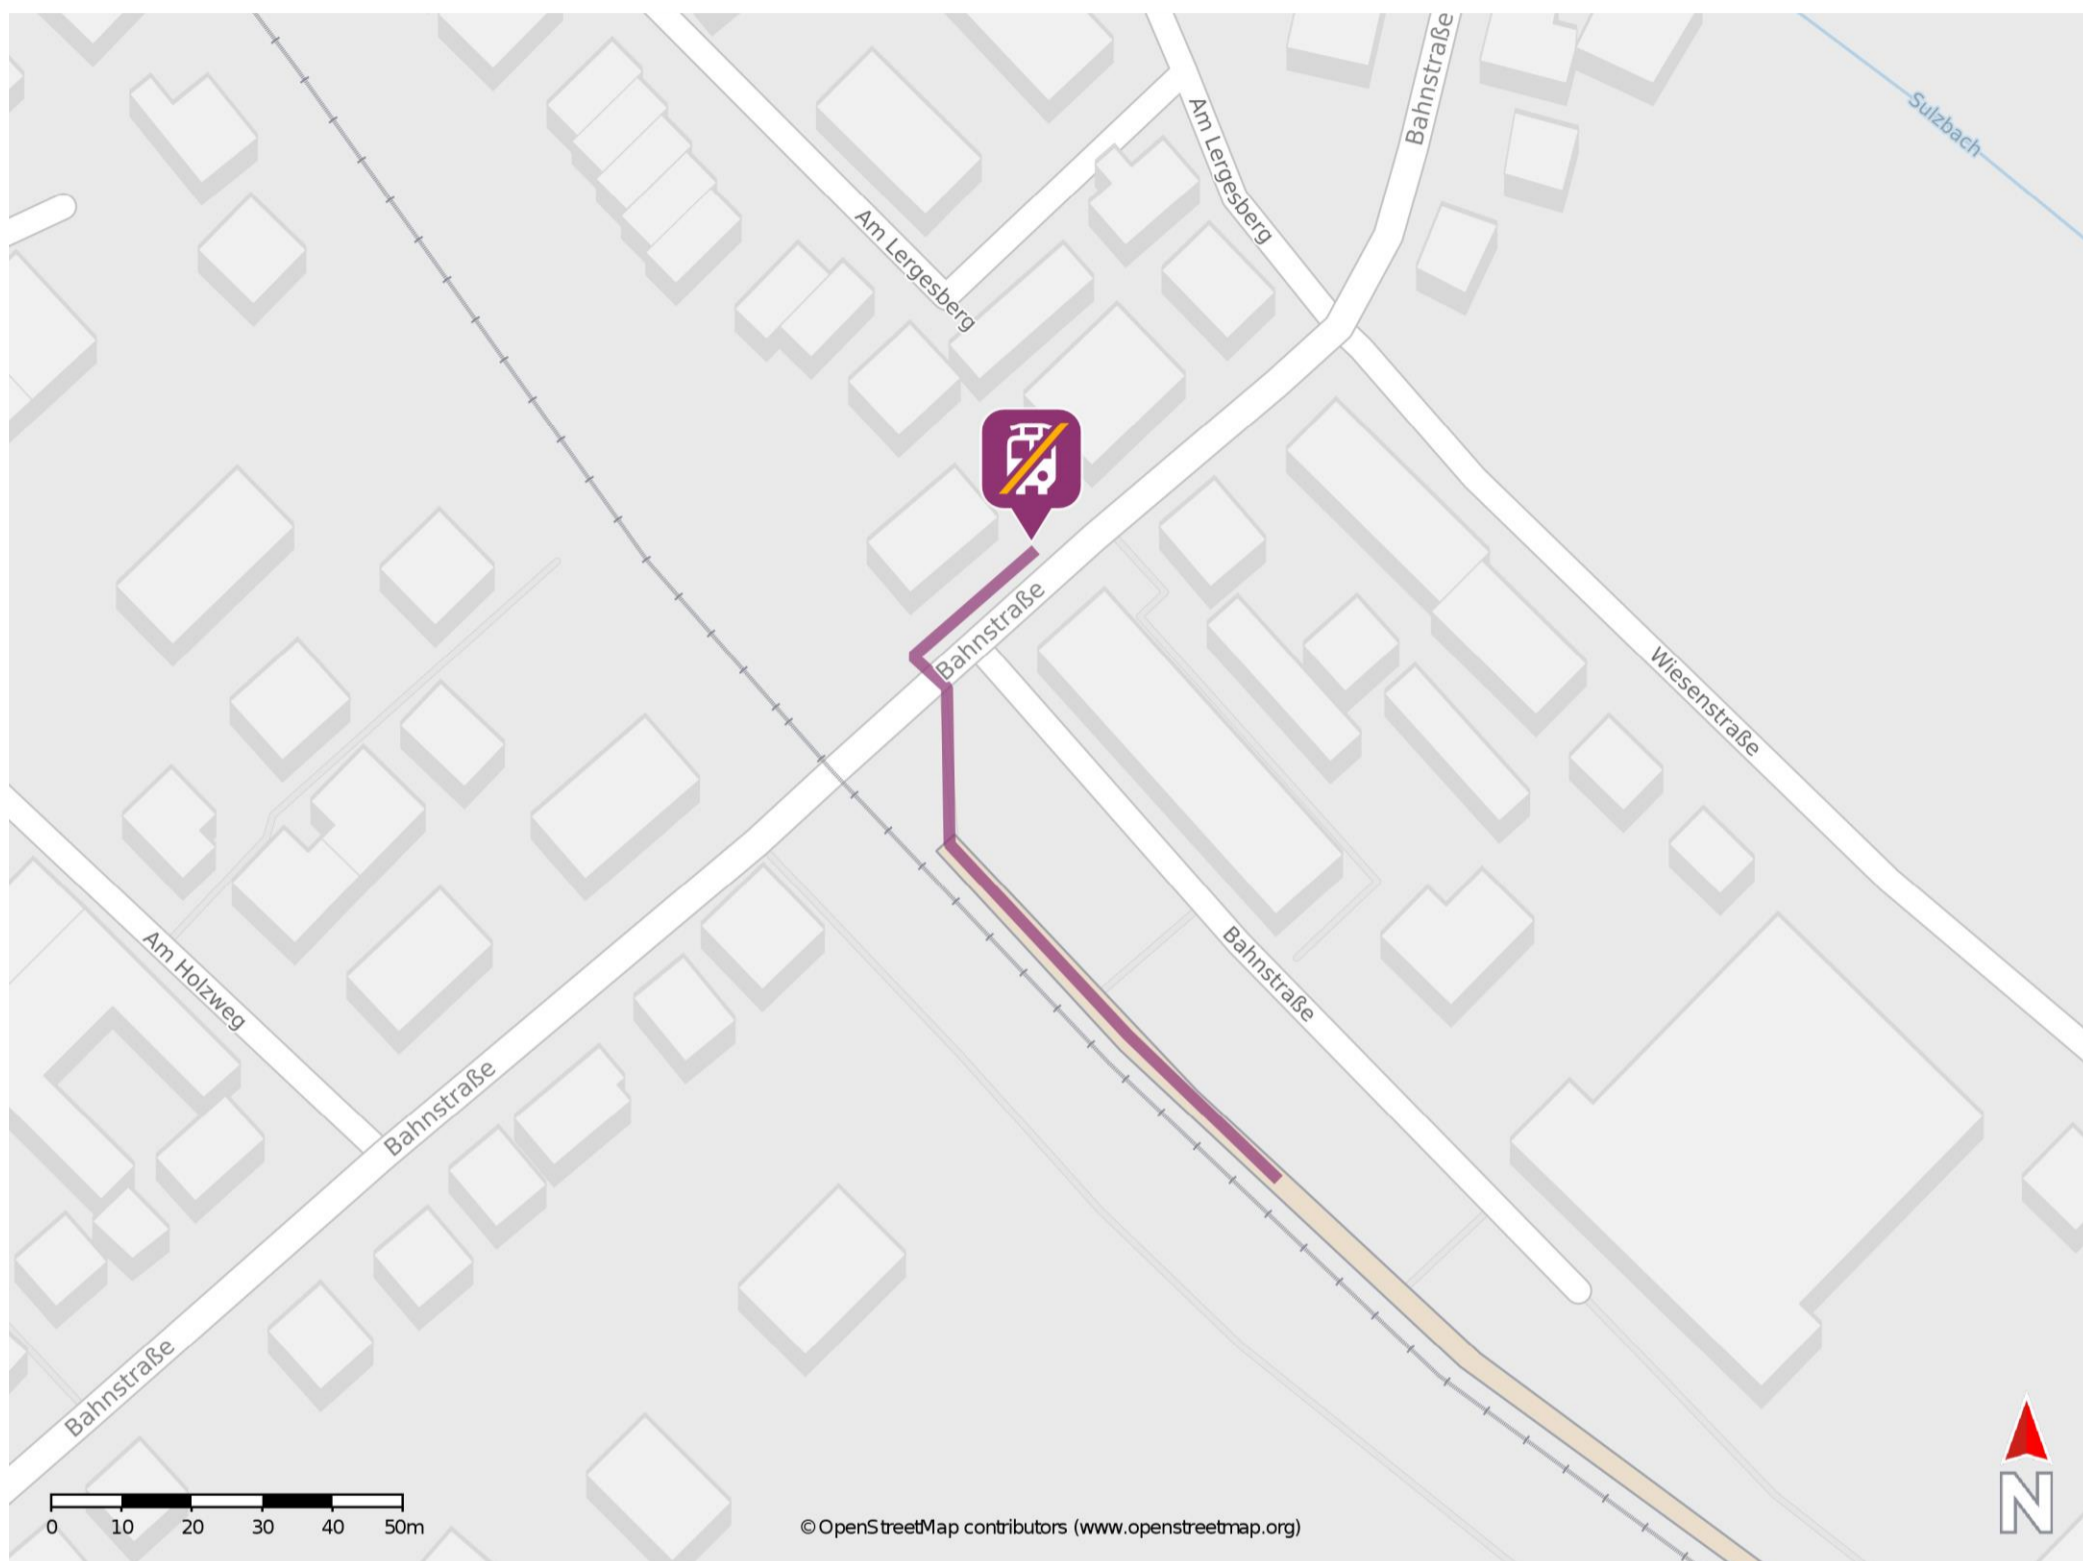 Bahnstraße
Sulzbach
Am Lergesberg
Am Lergesberg
Bahnstraße
Wiesenstraße
Bahnstraße
Am Holzweg
Bahnstraße
Bahnstraße
0 10 20 30 40 50m
© OpenStreetMap contributors (www.openstreetmap.org)
N